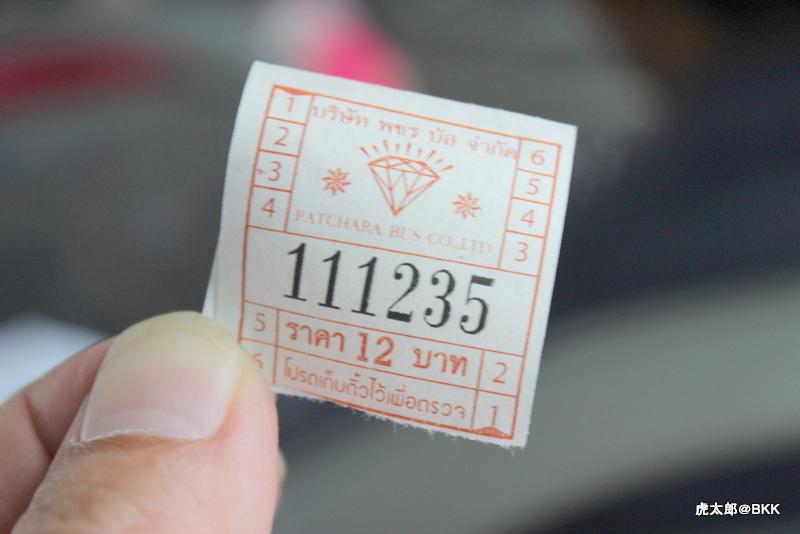 1 บริษัท พชร บัส จำกัด 6
2 5
3 4
4 3
PATCHARA BUS CO.,LTD.
111235
5 ราคา 12 บาท 2
6 โปรดเก็บตั๋วไว้เพื่อตรวจ 1
虎太郎@BKK